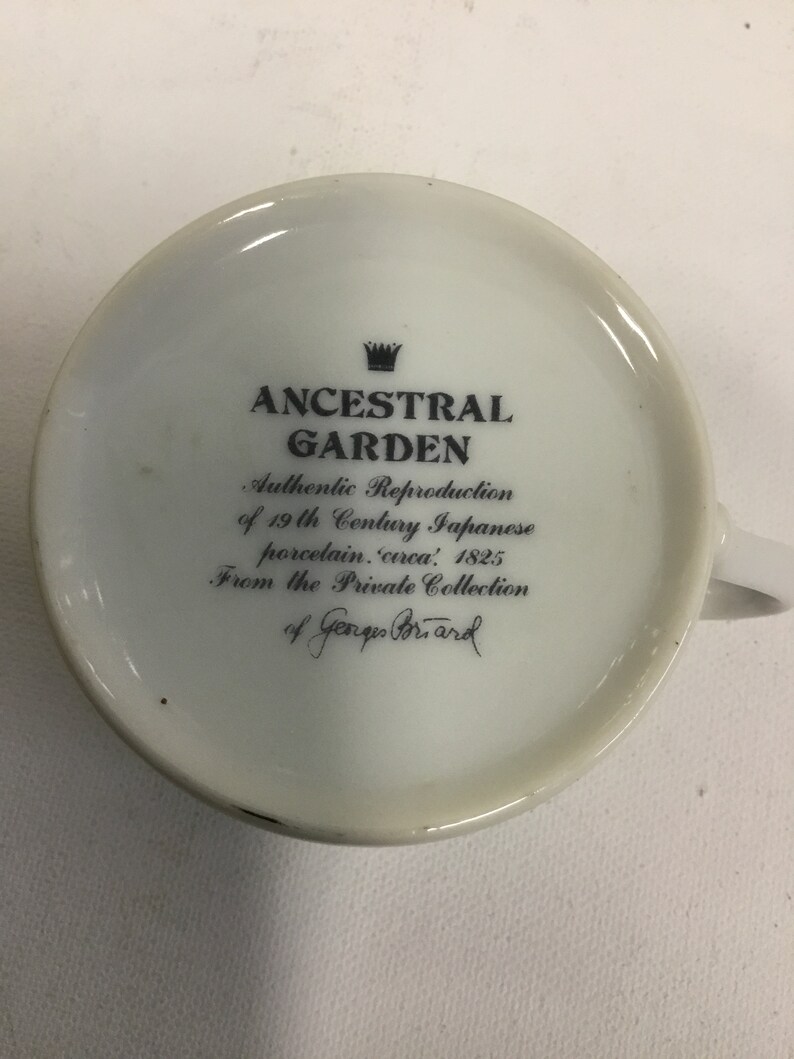 ANCESTRAL
GARDEN
Authentic Reproduction
of 19th Century Japanese
porcelain. 'circa'. 1825
From the Private Collection
of Georges Briard